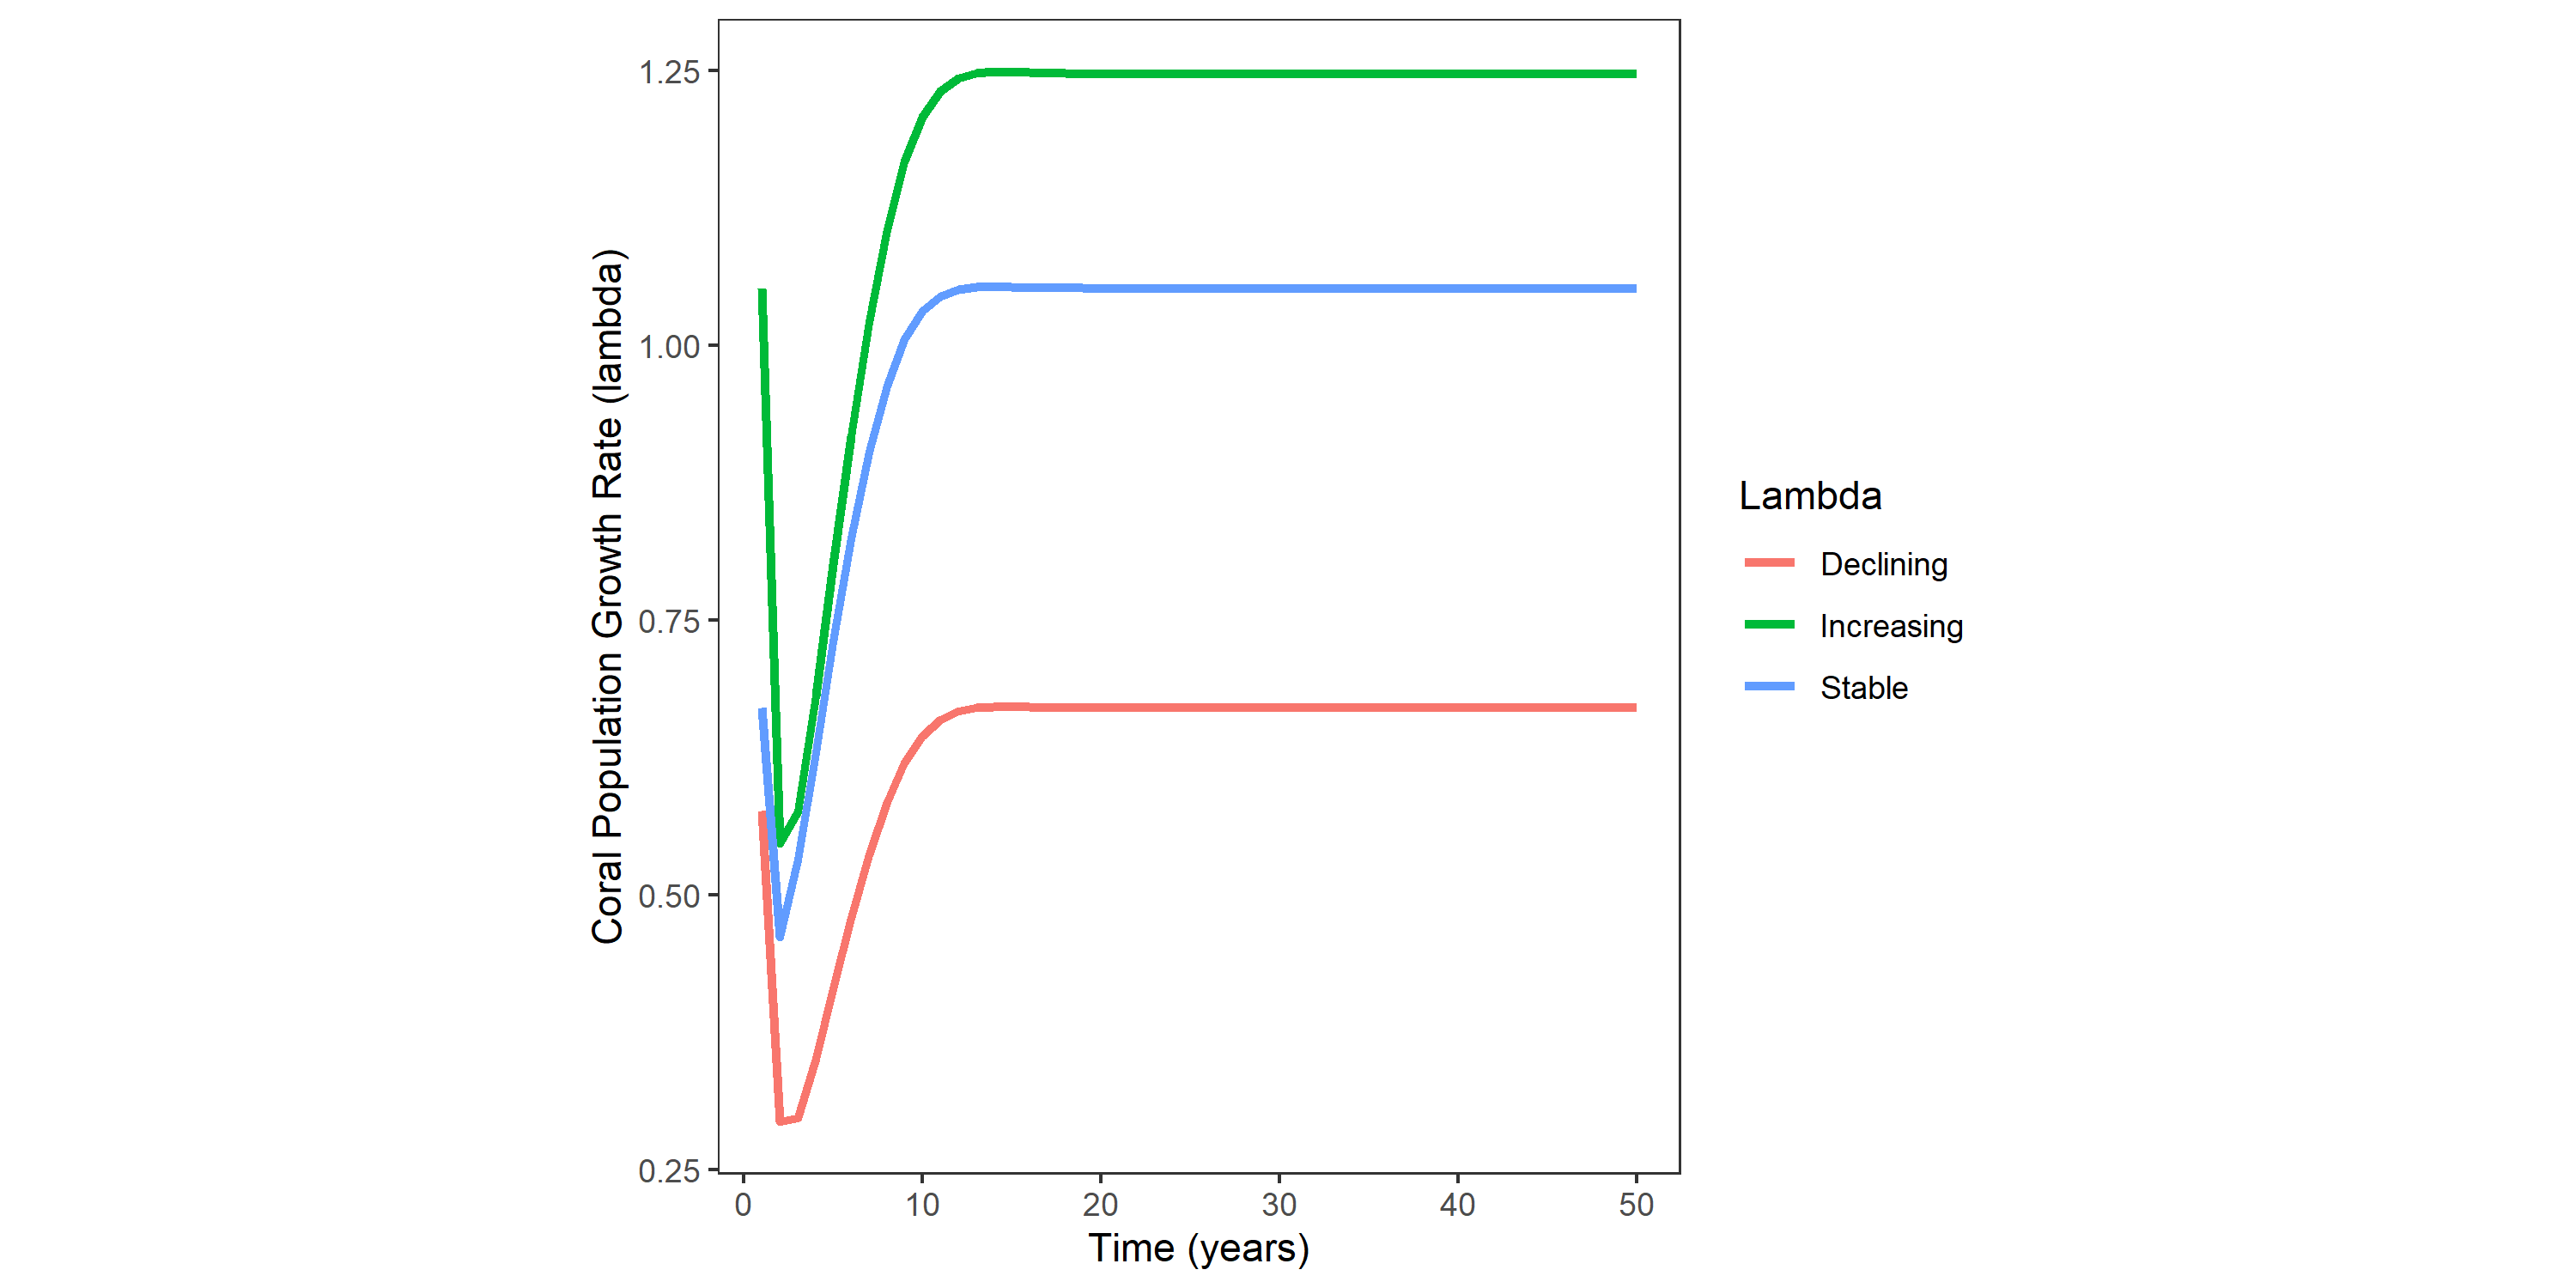 Coral Population Growth Rate (lambda)
1.25
1.00
0.75
0.50
0.25
0 10 20 30 40 50
Time (years)
Lambda
Declining
Increasing
Stable